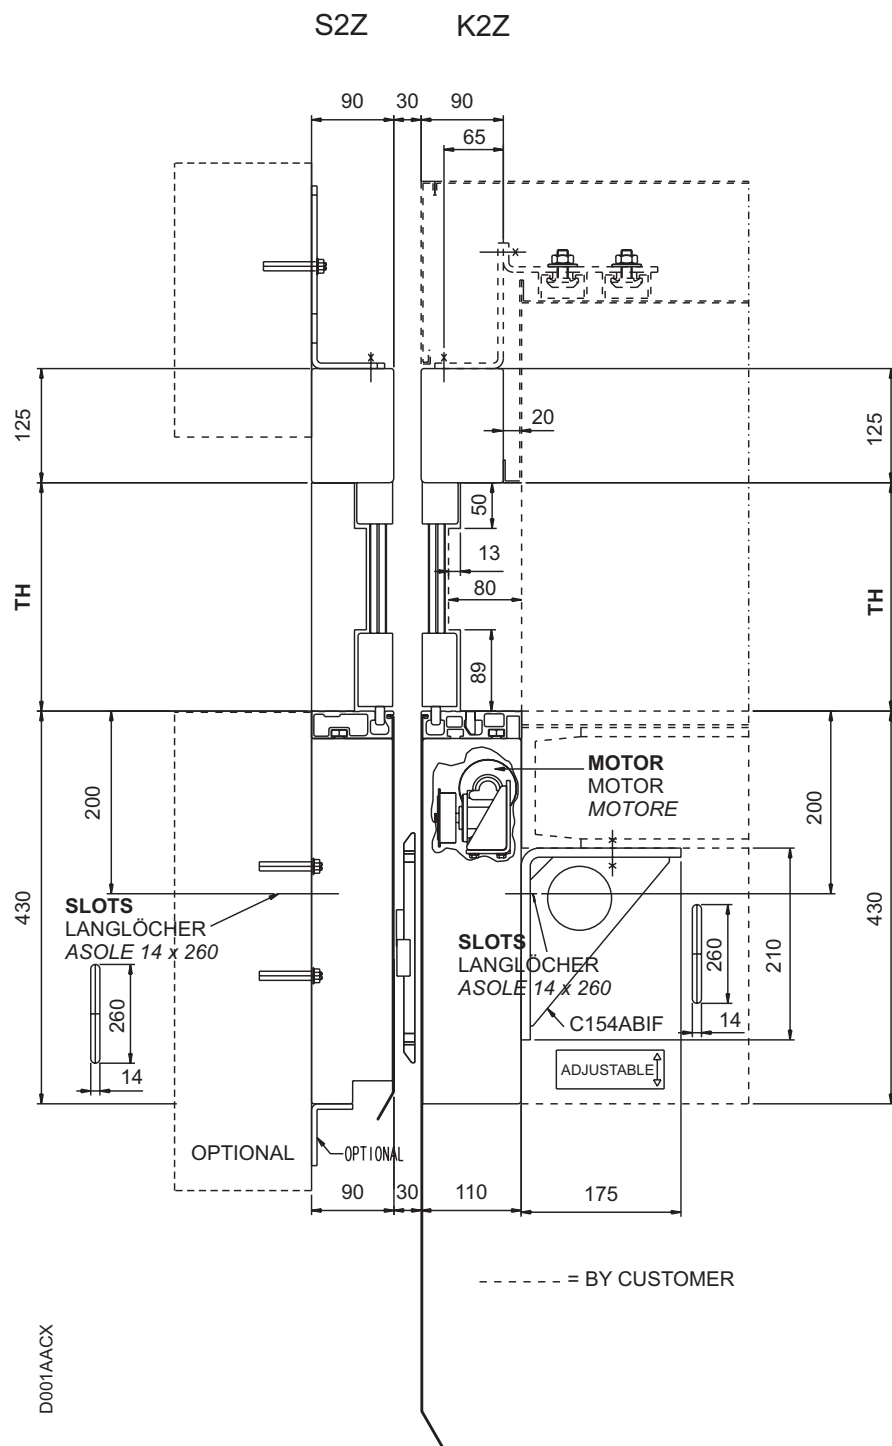 S2Z K2Z
90 30 90
65
125
20
125
50
13
TH
80
TH
89
MOTOR
MOTOR
MOTORE
200
200
430
SLOTS
LANGLÖCHER
ASOLE 14 x 260
SLOTS
LANGLÖCHER
ASOLE 14 x 260
260
210
430
260
14
C154ABIF
14
ADJUSTABLE
OPTIONAL
OPTIONAL
90 30 110 175
= BY CUSTOMER
D001AACX